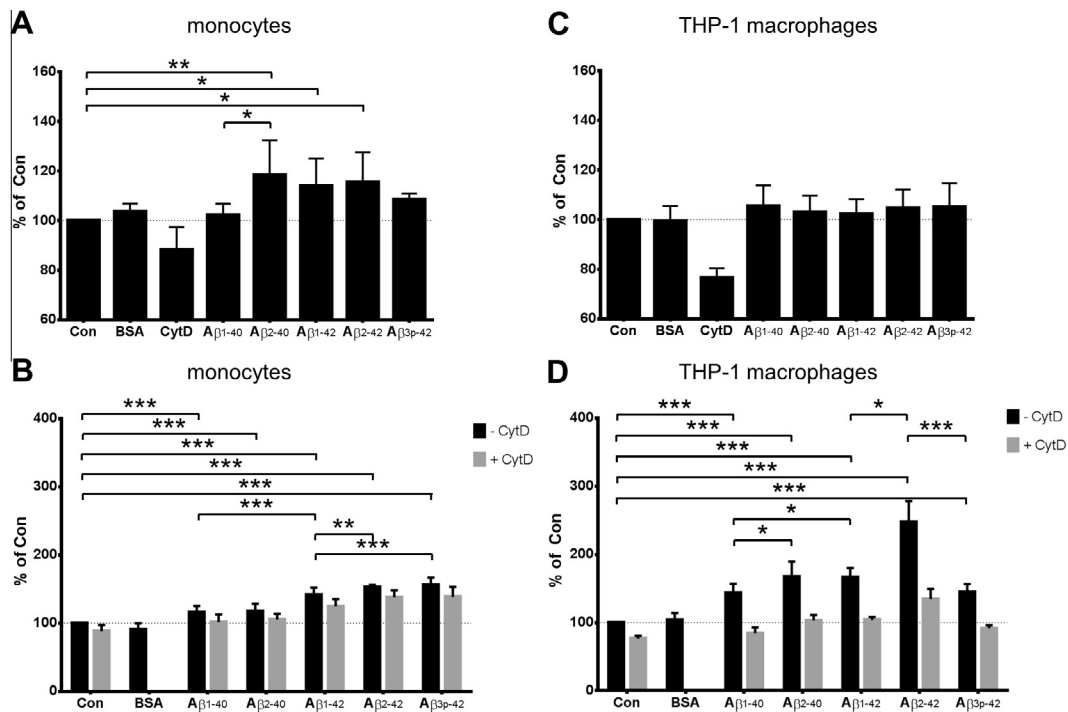 A
monocytes
% of Con
160
140
120
100
80
60
**
*
*
*
Con BSA CytD Aβ1-40 Aβ2-40 Aβ1-42 Aβ2-42 Aβ3p-42
C
THP-1 macrophages
% of Con
160
140
120
100
80
60
Con BSA CytD Aβ1-40 Aβ2-40 Aβ1-42 Aβ2-42 Aβ3p-42
B
monocytes
% of Con
400
300
200
100
0
***
***
***
***
***
***
**
***
- CytD
+ CytD
Con BSA Aβ1-40 Aβ2-40 Aβ1-42 Aβ2-42 Aβ3p-42
D
THP-1 macrophages
% of Con
400
300
200
100
0
***
*
***
***
***
***
***
*
*
- CytD
+ CytD
Con BSA Aβ1-40 Aβ2-40 Aβ1-42 Aβ2-42 Aβ3p-42